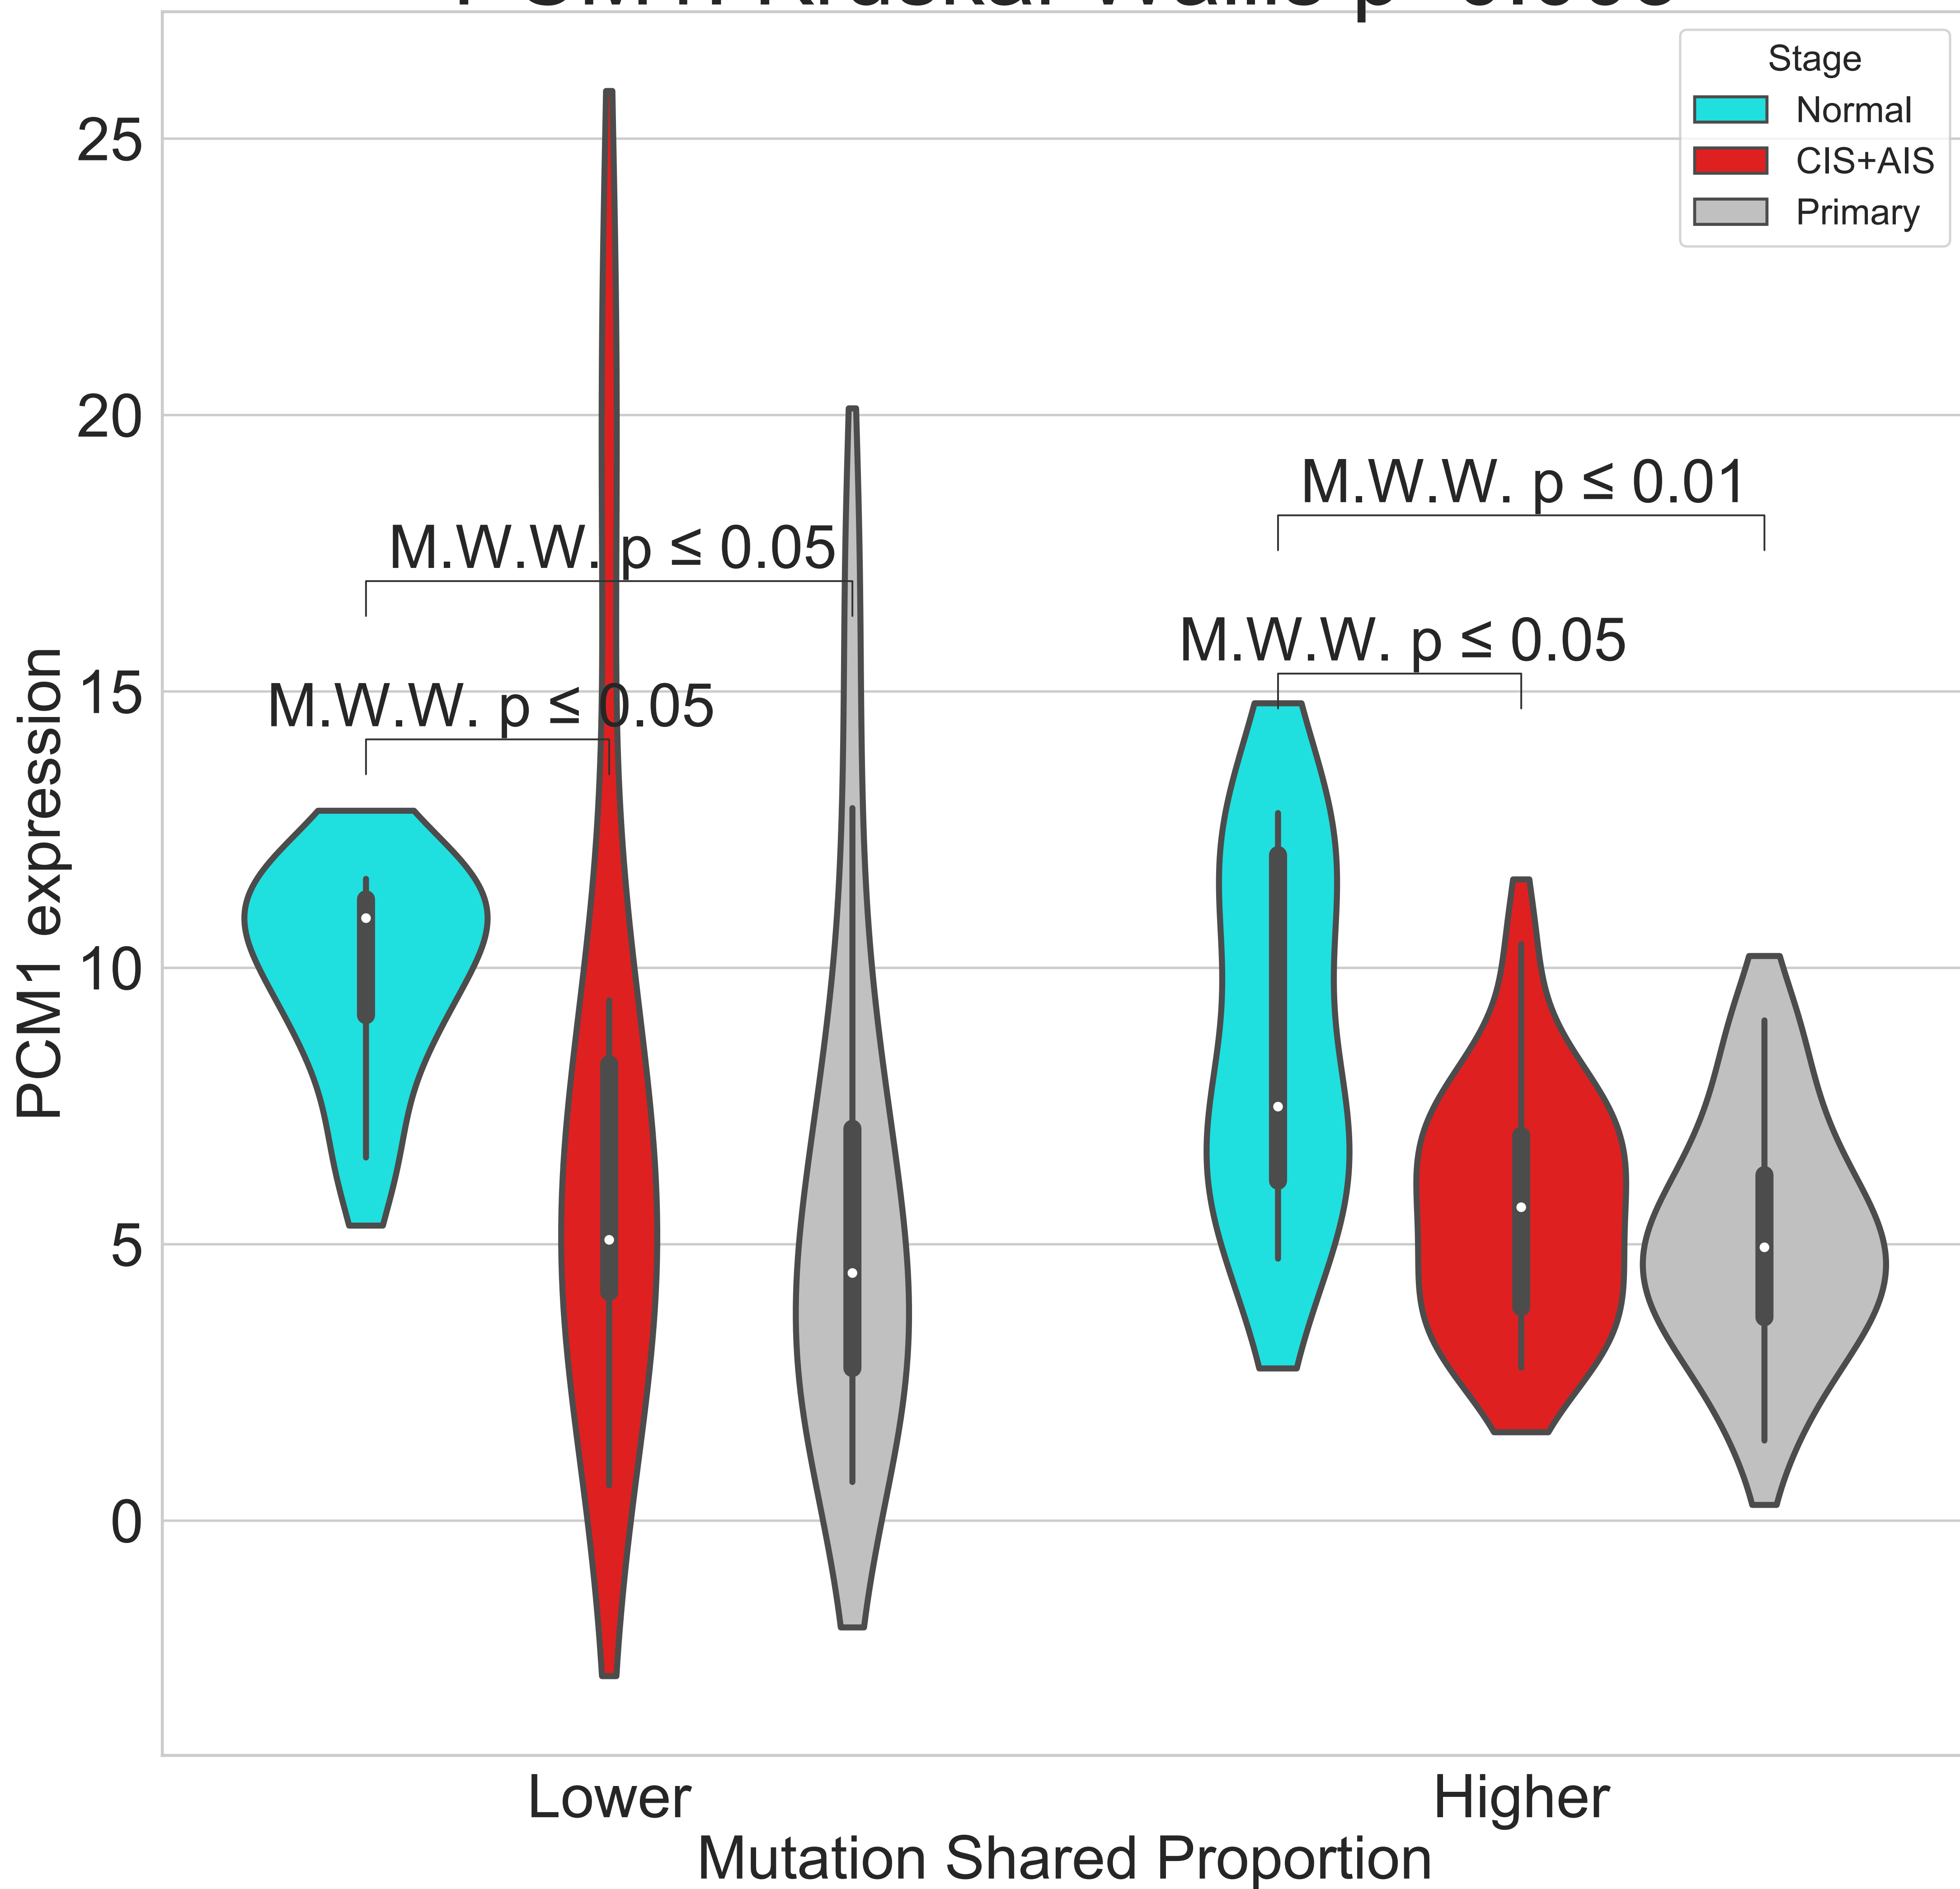 Stage
Normal
CIS+AIS
Primary
25
20
15
10
5
0
PCM1 expression
M.W.W. p ≤ 0.01
M.W.W. p ≤ 0.05
M.W.W. p ≤ 0.05
M.W.W. p ≤ 0.05
Lower
Higher
Mutation Shared Proportion